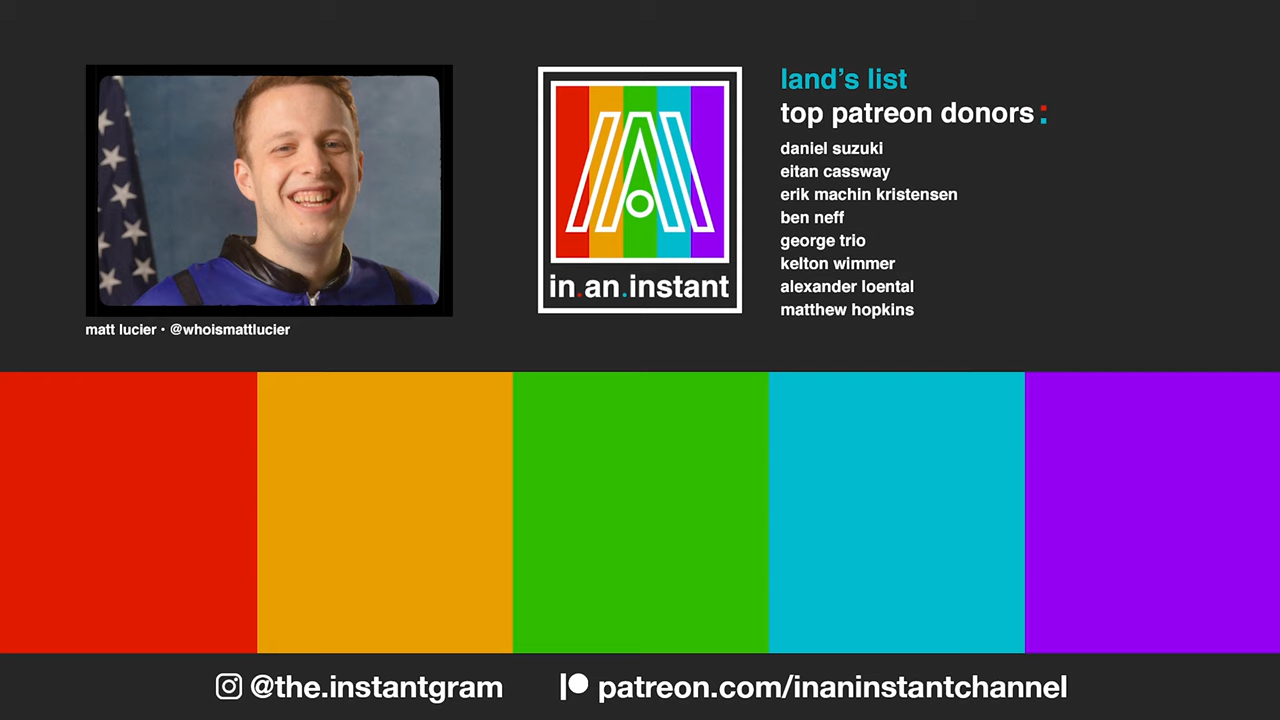 matt lucier • @whoismattlucier
in.an.instant
land’s list
top patreon donors:
daniel suzuki
eitan cassway
erik machin kristensen
ben neff
george trio
kelton wimmer
alexander loental
matthew hopkins
@the.instantgram
patreon.com/inaninstantchannel